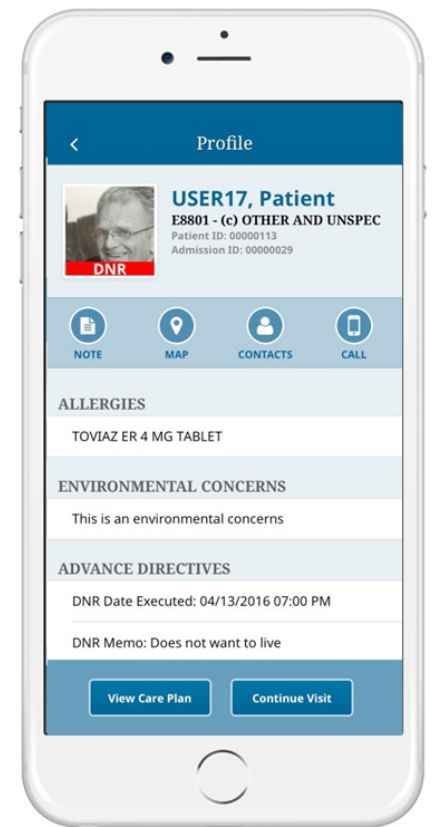 Profile
USER17, Patient
E8801 - (c) OTHER AND UNSPEC
Patient ID: 00000113
Admission ID: 00000029
DNR
NOTE
MAP
CONTACTS
CALL
ALLERGIES
TOVIAZ ER 4 MG TABLET
ENVIRONMENTAL CONCERNS
This is an environmental concerns
ADVANCE DIRECTIVES
DNR Date Executed: 04/13/2016 07:00 PM
DNR Memo: Does not want to live
View Care Plan
Continue Visit